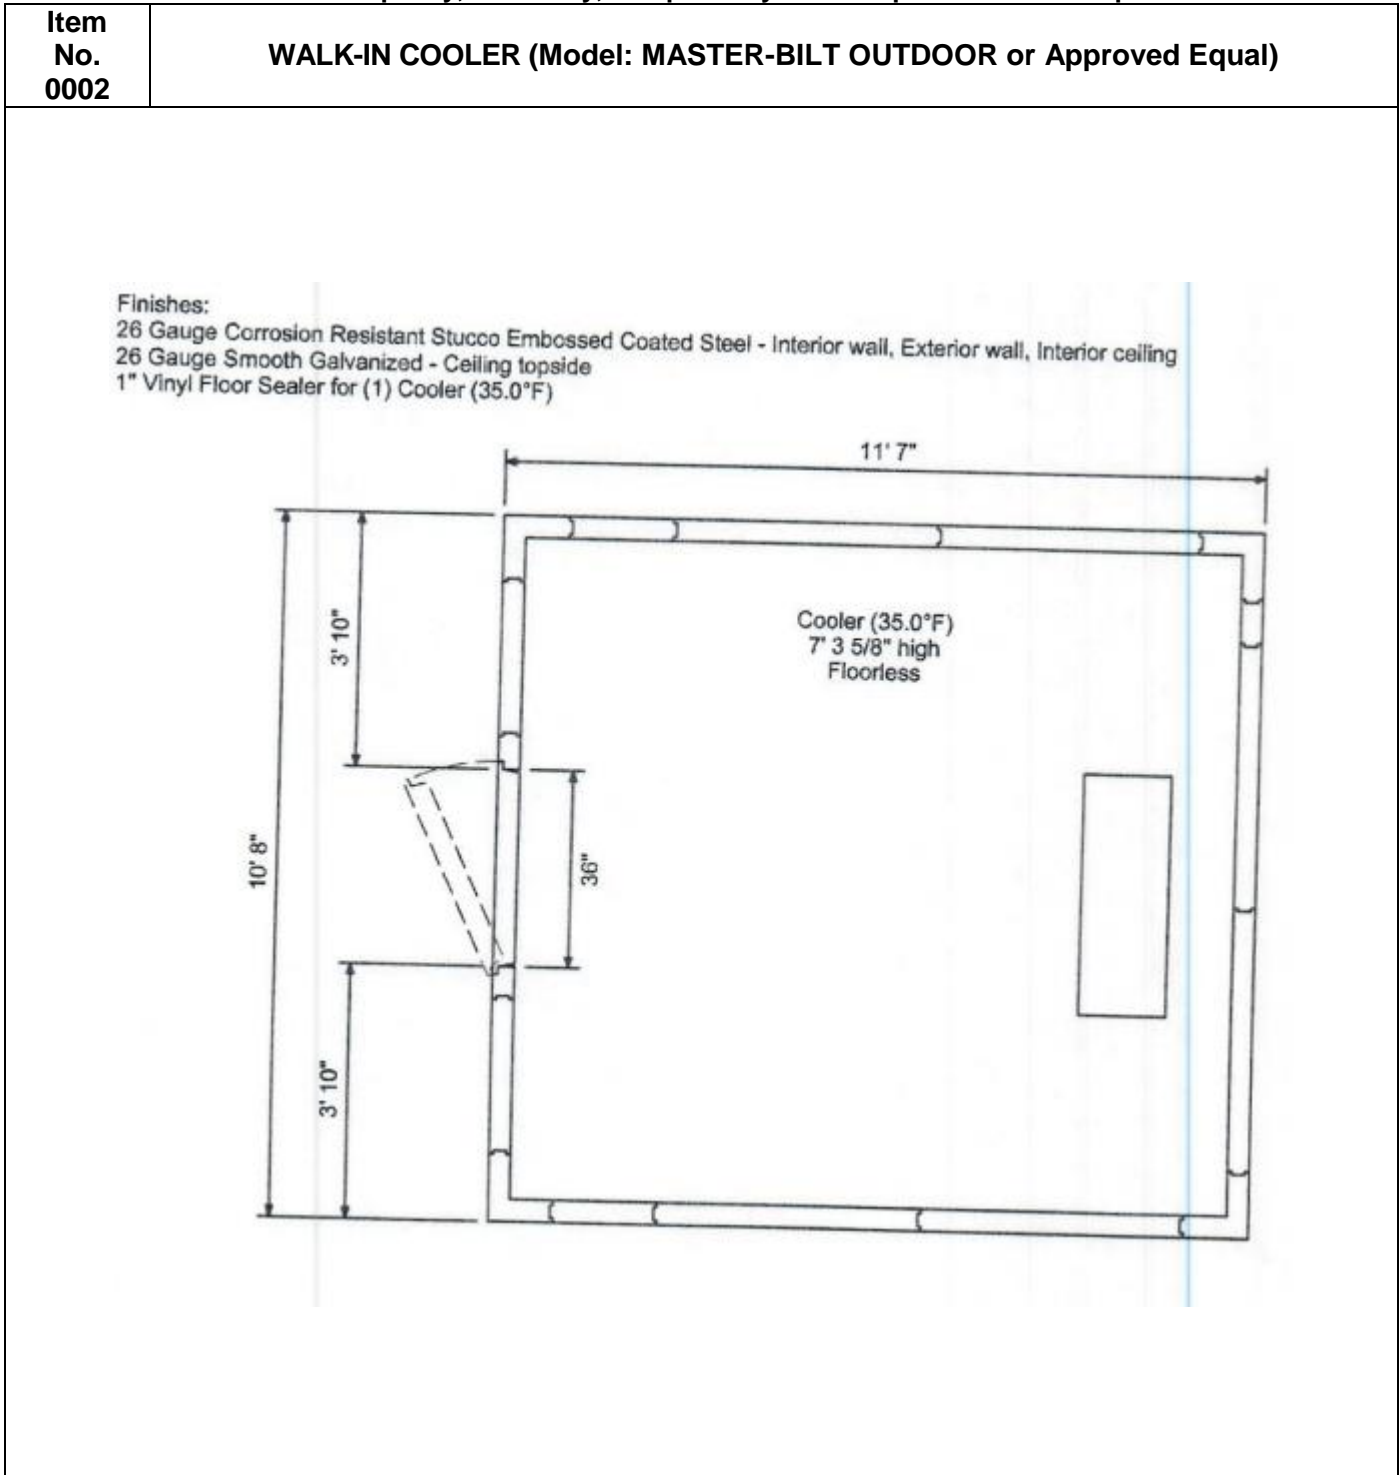 Item
No.
0002
WALK-IN COOLER (Model: MASTER-BILT OUTDOOR or Approved Equal)
Finishes:
26 Gauge Corrosion Resistant Stucco Embossed Coated Steel - Interior wall, Exterior wall, Interior ceiling
26 Gauge Smooth Galvanized - Ceiling topside
1" Vinyl Floor Sealer for (1) Cooler (35.0°F)
11' 7"
3' 10"
Cooler (35.0°F)
7' 3 5/8" high
Floorless
10' 8"
36"
3' 10"